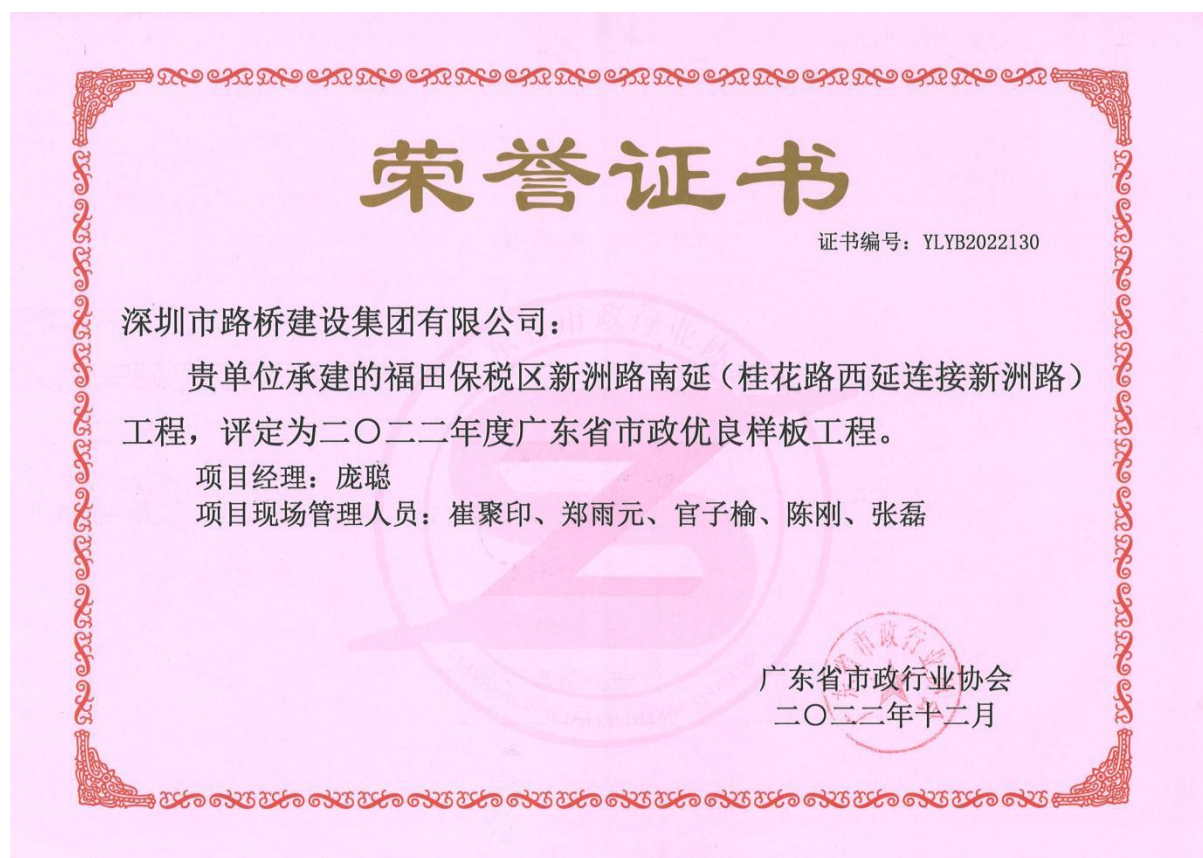 荣誉证书
证书编号：YLYB2022130
深圳市路桥建设集团有限公司：
贵单位承建的福田保税区新洲路南延（桂花路西延连接新洲路）
工程，评定为二〇二二年度广东省市政优良样板工程。
项目经理：庞聪
项目现场管理人员：崔聚印、郑雨元、官子榆、陈刚、张磊
广东省市政行业协会
二〇二二年十二月